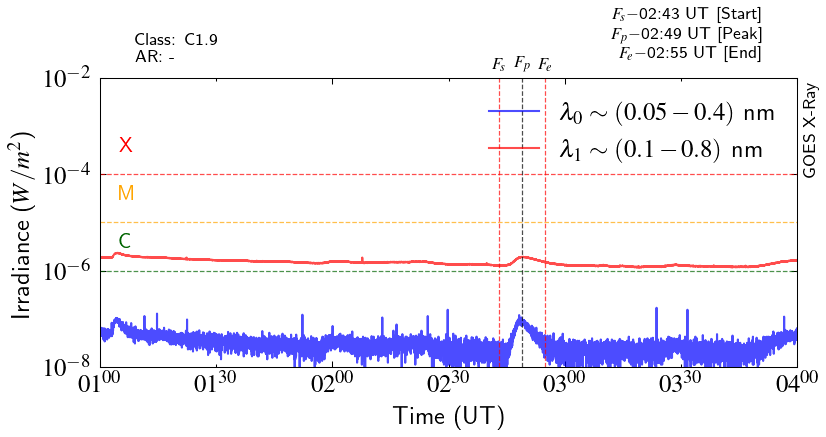 Fₛ−02:43 UT [Start]
Class: C1.9
Fₚ−02:49 UT [Peak]
AR: -
Fₑ−02:55 UT [End]
Fₛ Fₚ Fₑ
10⁻²
λ₀ ∼ (0.05 − 0.4) nm
X
λ₁ ∼ (0.1 − 0.8) nm
10⁻⁴
M
C
10⁻⁶
10⁻⁸
Irradiance (W/m²)
GOES X-Ray
01⁰⁰ 01³⁰ 02⁰⁰ 02³⁰ 03⁰⁰ 03³⁰ 04⁰⁰
Time (UT)